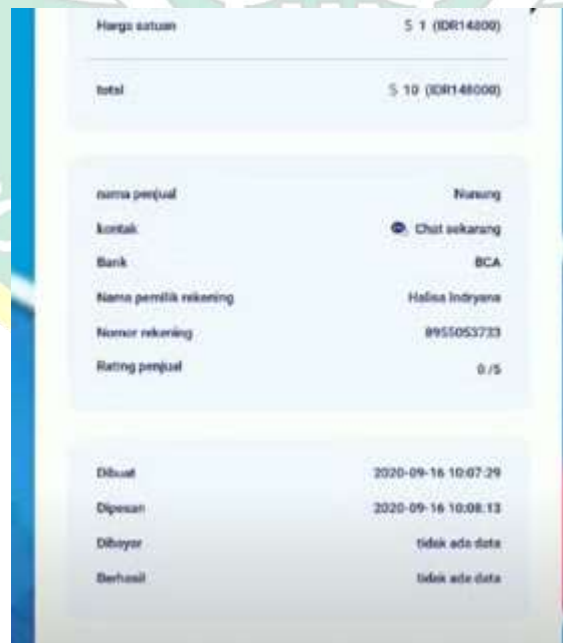 Harga satuan $ 1 (IDR14800)
total $ 10 (IDR148000)
nama penjual Nunung
kontak Chat sekarang
Bank BCA
Nama pemilik rekening Halisa Indryana
Nomor rekening 8955053733
Rating penjual 0 /5
Dibuat 2020-09-16 10:07:29
Dipesan 2020-09-16 10:08:13
Dibayar tidak ada data
Berhasil tidak ada data